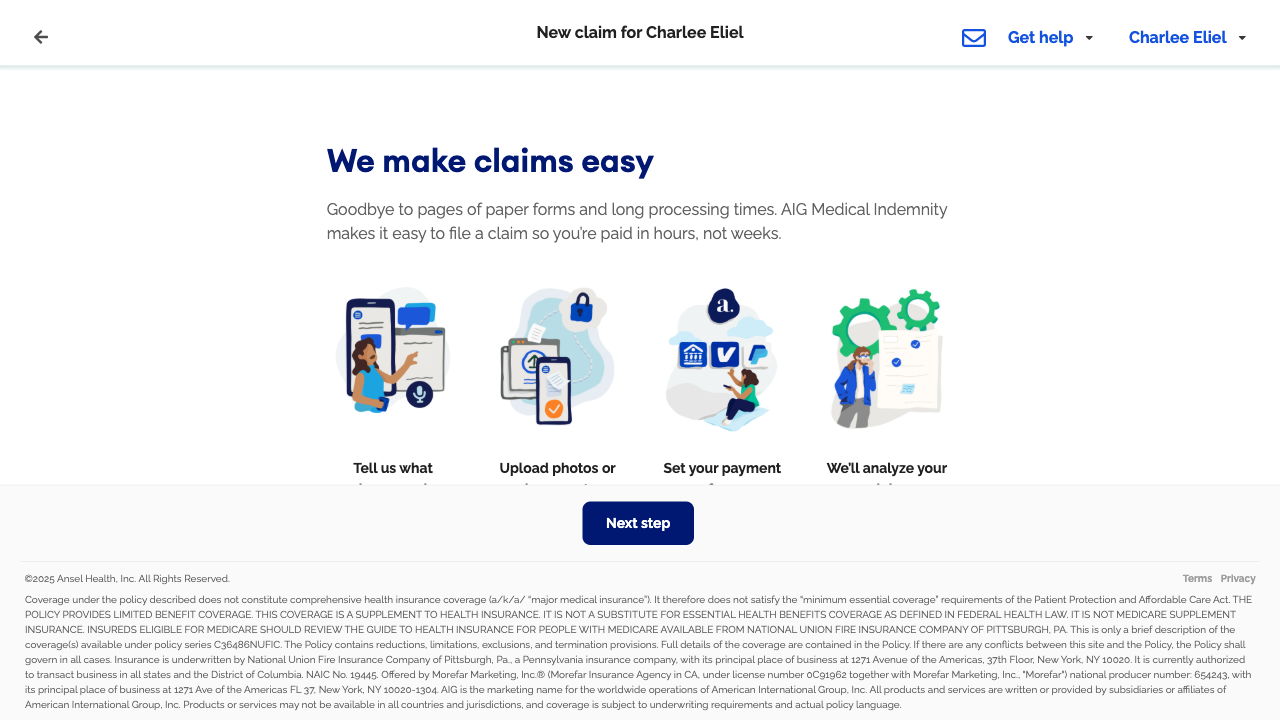 New claim for Charlee Eliel
Get help
Charlee Eliel
We make claims easy
Goodbye to pages of paper forms and long processing times. AIG Medical Indemnity
makes it easy to file a claim so you're paid in hours, not weeks.
a.
Tell us what
Upload photos or
Set your payment
We'll analyze your
Next step
©2025 Ansel Health, Inc. All Rights Reserved.
Terms Privacy
Coverage under the policy described does not constitute comprehensive health insurance coverage (a/k/a/ "major medical insurance"). It therefore does not satisfy the "minimum essential coverage" requirements of the Patient Protection and Affordable Care Act. THE
POLICY PROVIDES LIMITED BENEFIT COVERAGE. THIS COVERAGE IS A SUPPLEMENT TO HEALTH INSURANCE. IT IS NOT A SUBSTITUTE FOR ESSENTIAL HEALTH BENEFITS COVERAGE AS DEFINED IN FEDERAL HEALTH LAW. IT IS NOT MEDICARE SUPPLEMENT
INSURANCE. INSUREDS ELIGIBLE FOR MEDICARE SHOULD REVIEW THE GUIDE TO HEALTH INSURANCE FOR PEOPLE WITH MEDICARE AVAILABLE FROM NATIONAL UNION FIRE INSURANCE COMPANY OF PITTSBURGH, PA. This is only a brief description of the
coverage(s) available under policy series C36486NUFIC. The Policy contains reductions, limitations, exclusions, and termination provisions. Full details of the coverage are contained in the Policy. If there are any conflicts between this site and the Policy, the Policy shall
govern in all cases. Insurance is underwritten by National Union Fire Insurance Company of Pittsburgh, Pa., a Pennsylvania insurance company, with its principal place of business at 1271 Avenue of the Americas, 37th Floor, New York, NY 10020. It is currently authorized
to transact business in all states and the District of Columbia. NAIC No. 19445. Offered by Morefar Marketing, Inc.® (Morefar Insurance Agency in CA, under license number 0C91962 together with Morefar Marketing, Inc., "Morefar") national producer number: 654243, with
its principal place of business at 1271 Ave of the Americas FL 37, New York, NY 10020-1304. AIG is the marketing name for the worldwide operations of American International Group, Inc. All products and services are written or provided by subsidiaries or affiliates of
American International Group, Inc. Products or services may not be available in all countries and jurisdictions, and coverage is subject to underwriting requirements and actual policy language.